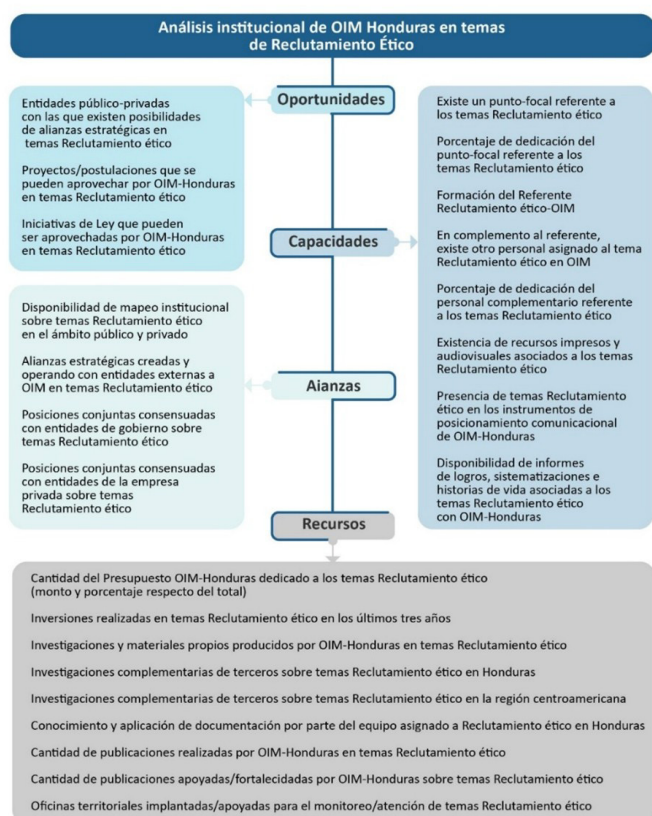 Análisis institucional de OIM Honduras en temas
de Reclutamiento Ético
Oportunidades
Entidades público-privadas
con las que existen posibilidades
de alianzas estratégicas en
temas Reclutamiento ético
Proyectos/postulaciones que se
pueden aprovechar por OIM-Honduras
en temas Reclutamiento ético
Iniciativas de Ley que pueden
ser aprovechadas por OIM-Honduras
en temas Reclutamiento ético
Capacidades
Existe un punto-focal referente a
los temas Reclutamiento ético
Porcentaje de dedicación del
punto-focal referente a los
temas Reclutamiento ético
Formación del Referente
Reclutamiento ético-OIM
En complemento al referente,
existe otro personal asignado al tema
Reclutamiento ético en OIM
Porcentaje de dedicación del
personal complementario referente
a los temas Reclutamiento ético
Existencia de recursos impresos y
audiovisuales asociados a los temas
Reclutamiento ético
Presencia de temas Reclutamiento
ético en los instrumentos de
posicionamiento comunicacional
de OIM-Honduras
Disponibilidad de informes
de logros, sistematizaciones e
historias de vida asociadas a los
temas Reclutamiento ético
con OIM-Honduras
Aianzas
Disponibilidad de mapeo institucional
sobre temas Reclutamiento ético
en el ámbito público y privado
Alianzas estratégicas creadas y
operando con entidades externas a
OIM en temas Reclutamiento ético
Posiciones conjuntas consensuadas
con entidades de gobierno sobre
temas Reclutamiento ético
Posiciones conjuntas consensuadas
con entidades de la empresa
privada sobre temas
Reclutamiento ético
Recursos
Cantidad del Presupuesto OIM-Honduras dedicado a los temas Reclutamiento ético
(monto y porcentaje respecto del total)
Inversiones realizadas en temas Reclutamiento ético en los últimos tres años
Investigaciones y materiales propios producidos por OIM-Honduras en temas Reclutamiento ético
Investigaciones complementarias de terceros sobre temas Reclutamiento ético en Honduras
Investigaciones complementarias de terceros sobre temas Reclutamiento ético en la región centroamericana
Conocimiento y aplicación de documentación por parte del equipo asignado a Reclutamiento ético en Honduras
Cantidad de publicaciones realizadas por OIM-Honduras en temas Reclutamiento ético
Cantidad de publicaciones apoyadas/fortalecidadas por OIM-Honduras sobre temas Reclutamiento ético
Oficinas territoriales implantadas/apoyadas para el monitoreo/atención de temas Reclutamiento ético